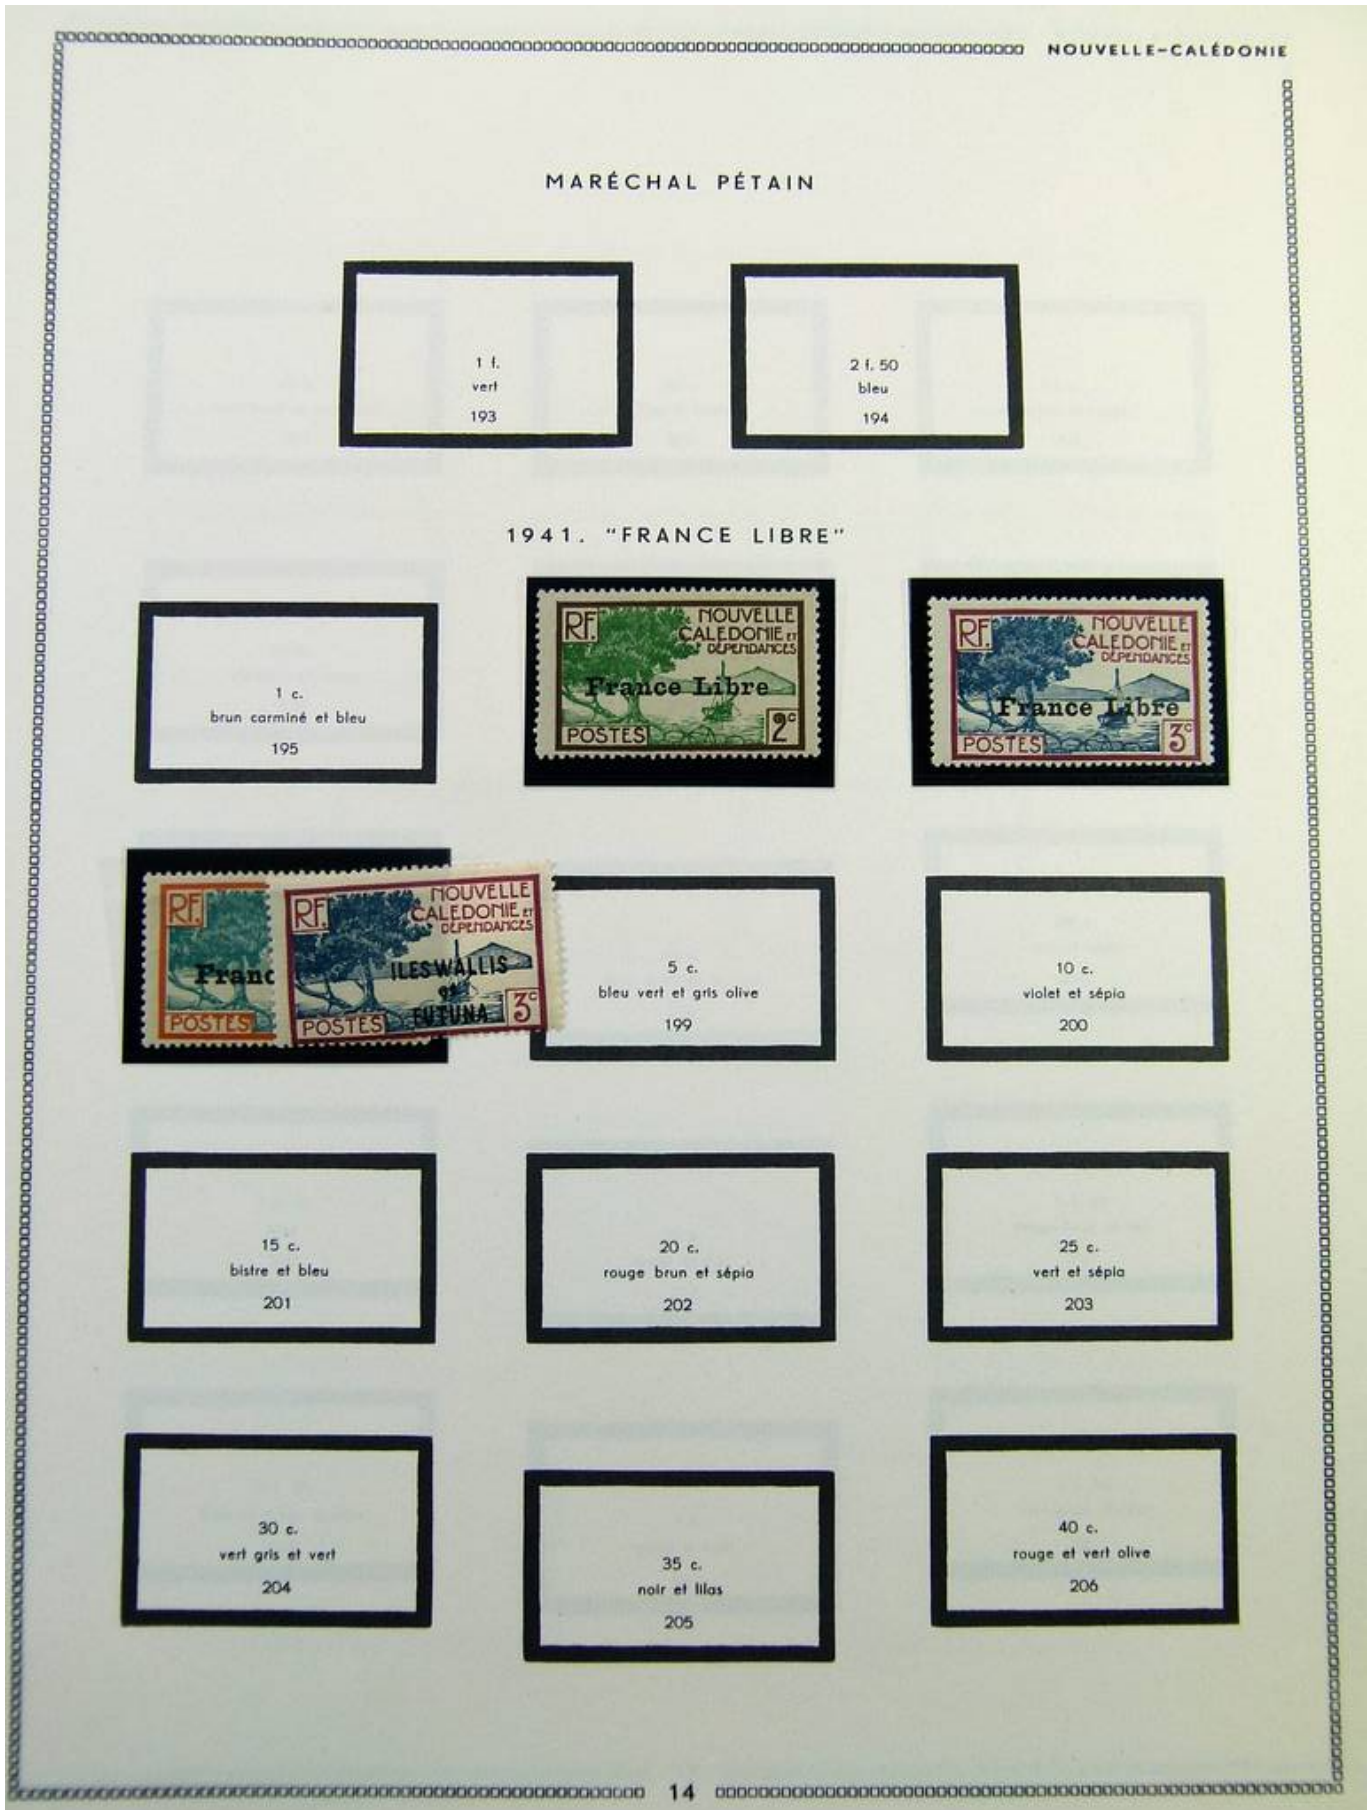 NOUVELLE-CALÉDONIE
MARÉCHAL PÉTAIN
1 f.
vert
193
2 f. 50
bleu
194
1941. "FRANCE LIBRE"
1 c.
brun carminé et bleu
195
RF.
NOUVELLE
CALEDONIE ET
DÉPENDANCES
France Libre
POSTES
2c
RF.
NOUVELLE
CALEDONIE ET
DÉPENDANCES
France Libre
POSTES
3c
RF.
Franc
POSTES
RF.
NOUVELLE
CALEDONIE ET
DÉPENDANCES
ILES WALLIS
et
FUTUNA
POSTES
3c
5 c.
bleu vert et gris olive
199
10 c.
violet et sépia
200
15 c.
bistre et bleu
201
20 c.
rouge brun et sépia
202
25 c.
vert et sépia
203
30 c.
vert gris et vert
204
35 c.
noir et lilas
205
40 c.
rouge et vert olive
206
14